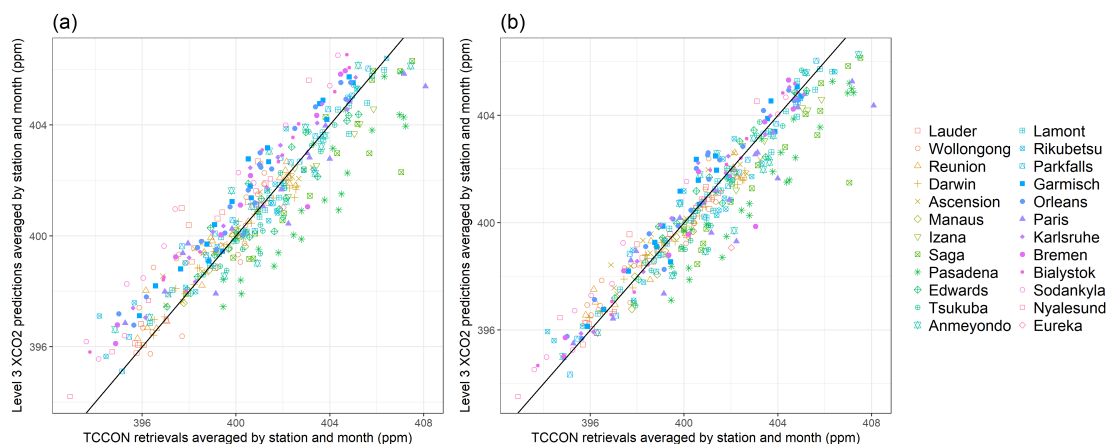 (a)
(b)
Level 3 XCO2 predictions averaged by station and month (ppm)
404
400
396
396
400
404
408
TCCON retrievals averaged by station and month (ppm)
Level 3 XCO2 predictions averaged by station and month (ppm)
404
400
396
396
400
404
408
TCCON retrievals averaged by station and month (ppm)
Lauder
Wollongong
Reunion
Darwin
Ascension
Manaus
Izana
Saga
Pasadena
Edwards
Tsukuba
Anmeyondo
Lamont
Rikubetsu
Parkfalls
Garmisch
Orleans
Paris
Karlsruhe
Bremen
Bialystok
Sodankyla
Nyalesund
Eureka